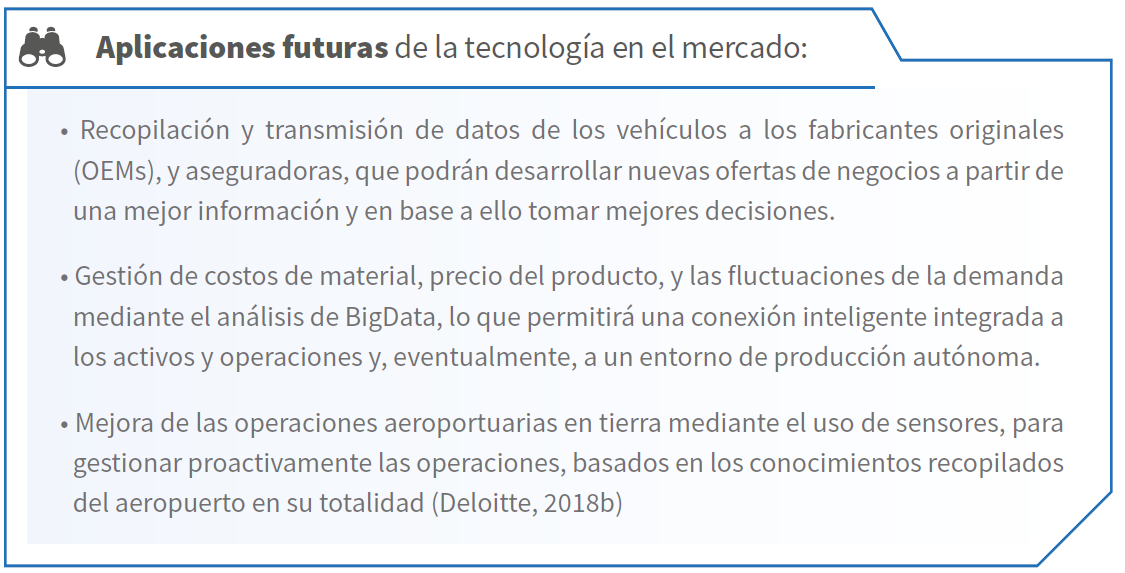 Aplicaciones futuras de la tecnología en el mercado:
• Recopilación y transmisión de datos de los vehículos a los fabricantes originales
(OEMs), y aseguradoras, que podrán desarrollar nuevas ofertas de negocios a partir de
una mejor información y en base a ello tomar mejores decisiones.
• Gestión de costos de material, precio del producto, y las fluctuaciones de la demanda
mediante el análisis de BigData, lo que permitirá una conexión inteligente integrada a
los activos y operaciones y, eventualmente, a un entorno de producción autónoma.
• Mejora de las operaciones aeroportuarias en tierra mediante el uso de sensores, para
gestionar proactivamente las operaciones, basados en los conocimientos recopilados
del aeropuerto en su totalidad (Deloitte, 2018b)